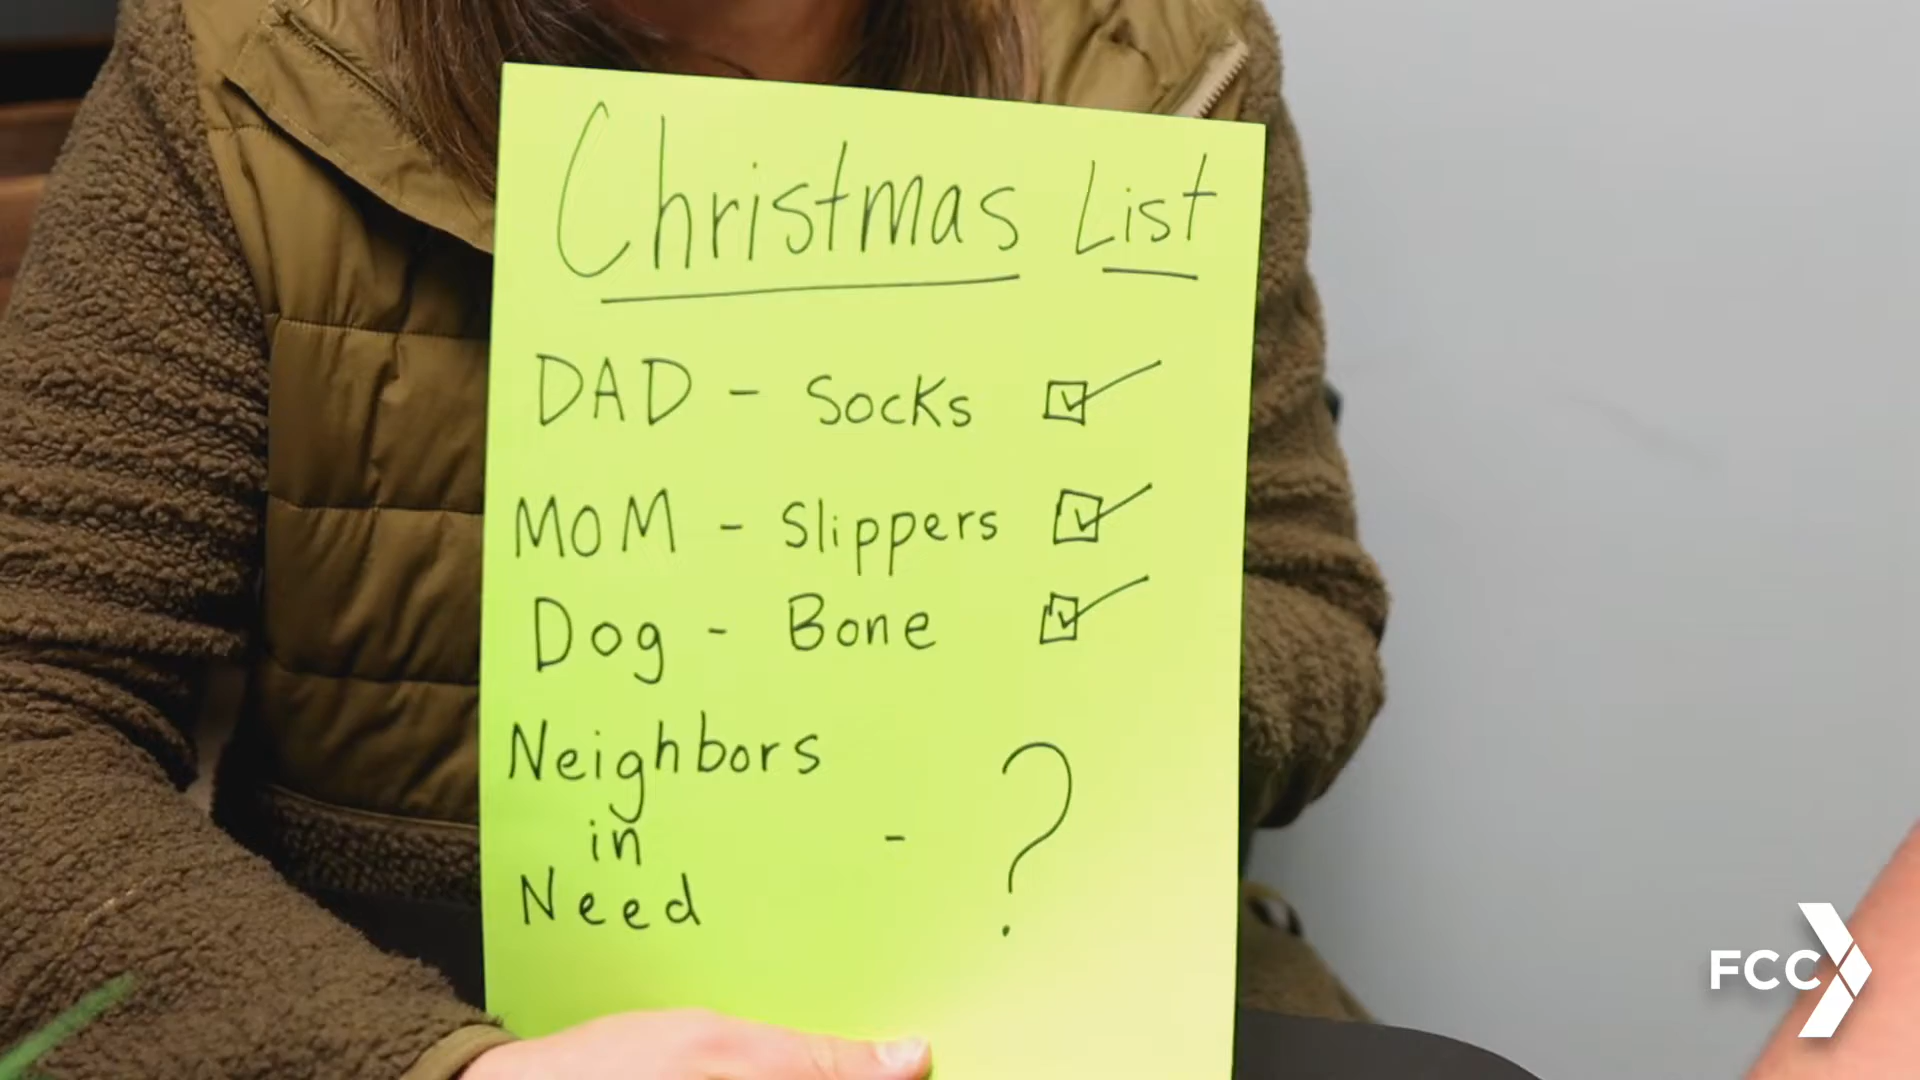 Christmas List
DAD - Socks ☑
MOM - Slippers ☑
Dog - Bone ☑
Neighbors
in - ?
Need
FCC